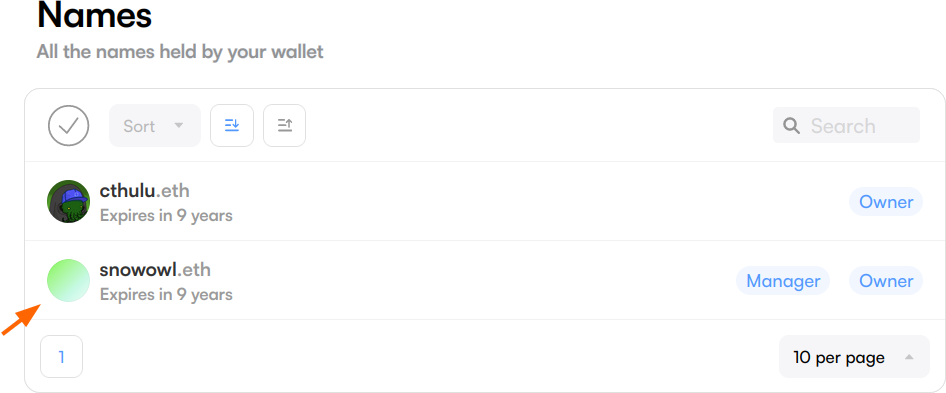 Names
All the names held by your wallet
Sort
Search
cthulu.eth
Expires in 9 years
Owner
snowowl.eth
Expires in 9 years
Manager
Owner
1
10 per page